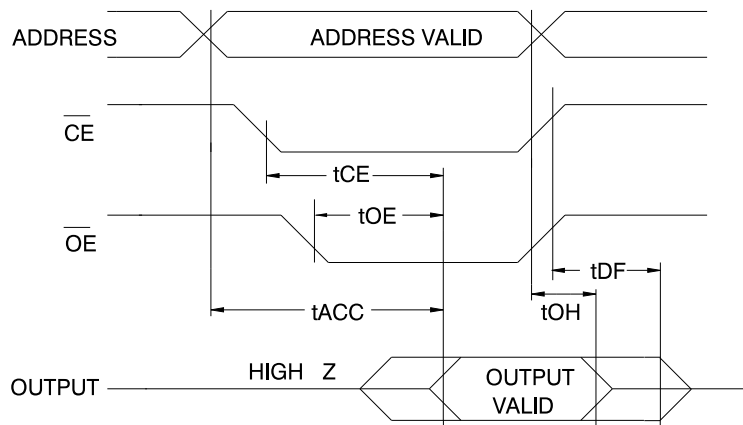 ADDRESS
ADDRESS VALID
CE
tCE
tOE
OE
tDF
tACC
tOH
HIGH Z
OUTPUT
OUTPUT
VALID